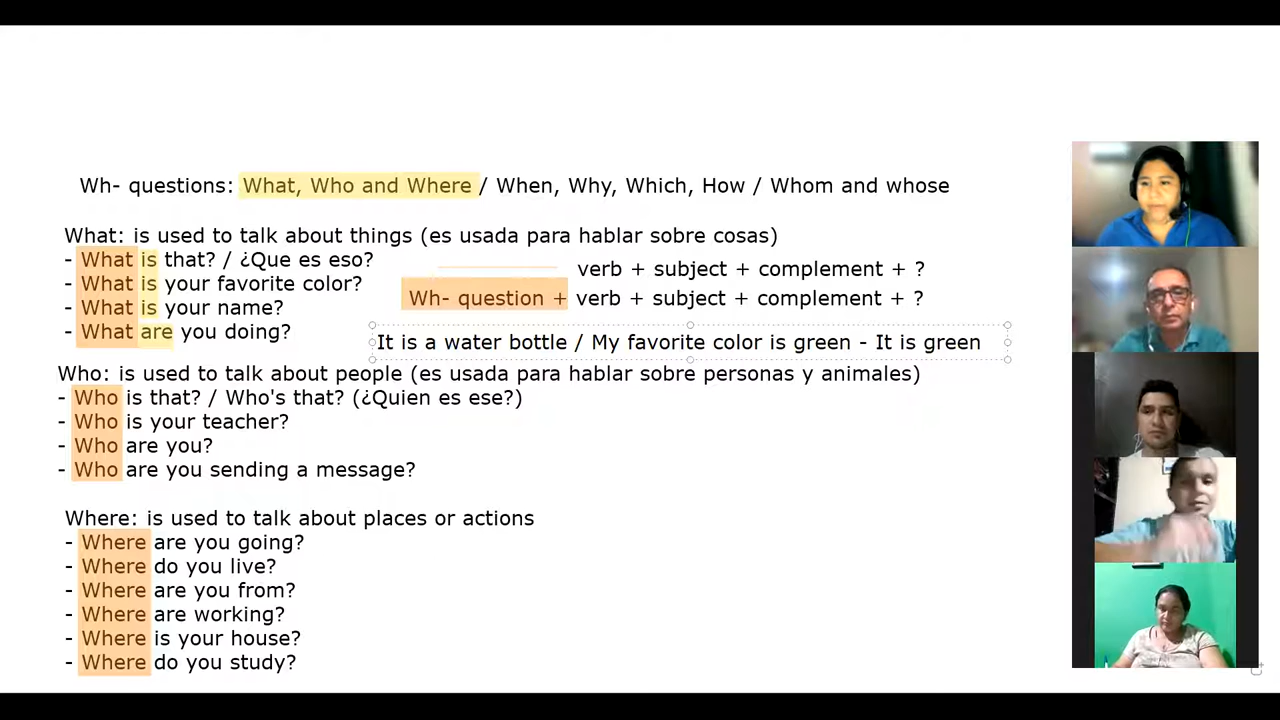 Wh- questions: What, Who and Where / When, Why, Which, How / Whom and whose
What: is used to talk about things (es usada para hablar sobre cosas)
- What is that? / ¿Que es eso?
- What is your favorite color?
- What is your name?
- What are you doing?
verb + subject + complement + ?
Wh- question + verb + subject + complement + ?
It is a water bottle / My favorite color is green - It is green
Who: is used to talk about people (es usada para hablar sobre personas y animales)
- Who is that? / Who's that? (¿Quien es ese?)
- Who is your teacher?
- Who are you?
- Who are you sending a message?
Where: is used to talk about places or actions
- Where are you going?
- Where do you live?
- Where are you from?
- Where are working?
- Where is your house?
- Where do you study?